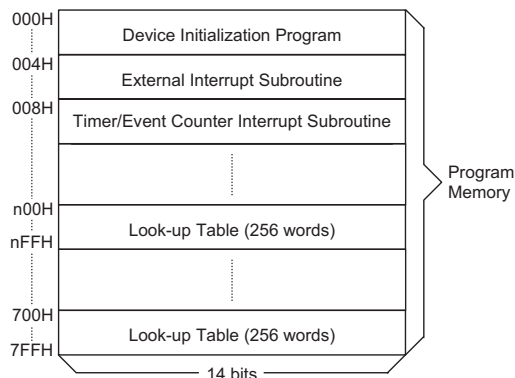 000H
Device Initialization Program
004H
External Interrupt Subroutine
008H
Timer/Event Counter Interrupt Subroutine
Program
Memory
n00H
Look-up Table (256 words)
nFFH
700H
Look-up Table (256 words)
7FFH
14 bits